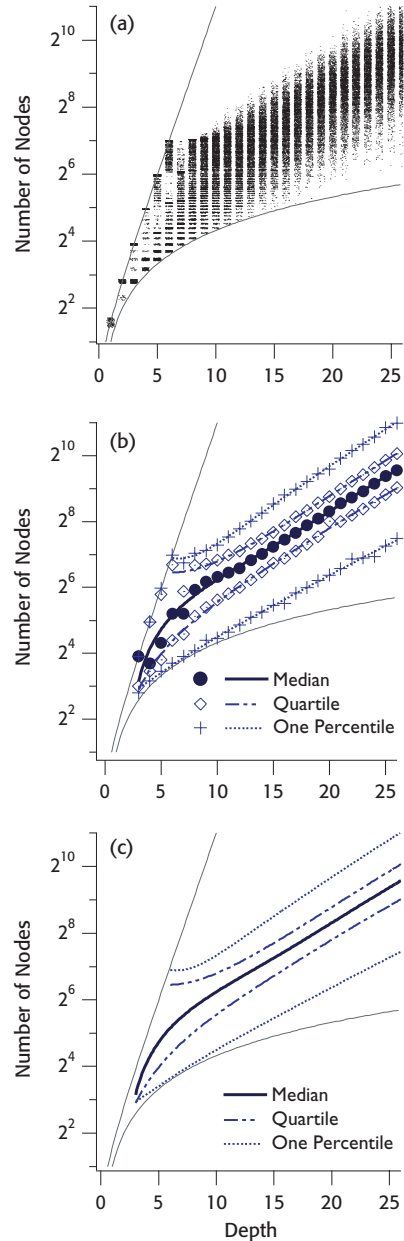 (a)
2^10
2^8
2^6
2^4
2^2
Number of Nodes
0 5 10 15 20 25
(b)
2^10
2^8
2^6
2^4
2^2
Number of Nodes
Median
Quartile
One Percentile
0 5 10 15 20 25
(c)
2^10
2^8
2^6
2^4
2^2
Number of Nodes
Median
Quartile
One Percentile
0 5 10 15 20 25
Depth